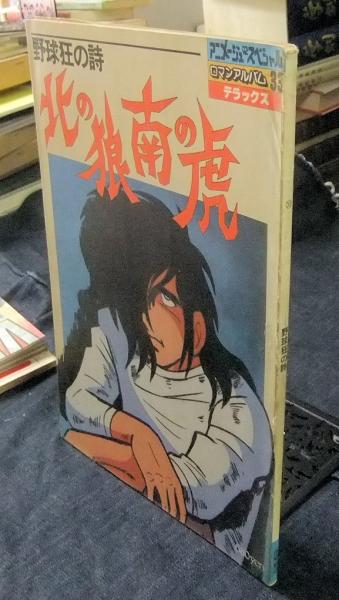 アニメージュスペシャル
ロマンアルバム 35
デラックス
野球狂の詩
北の狼南の虎
野球狂の詩